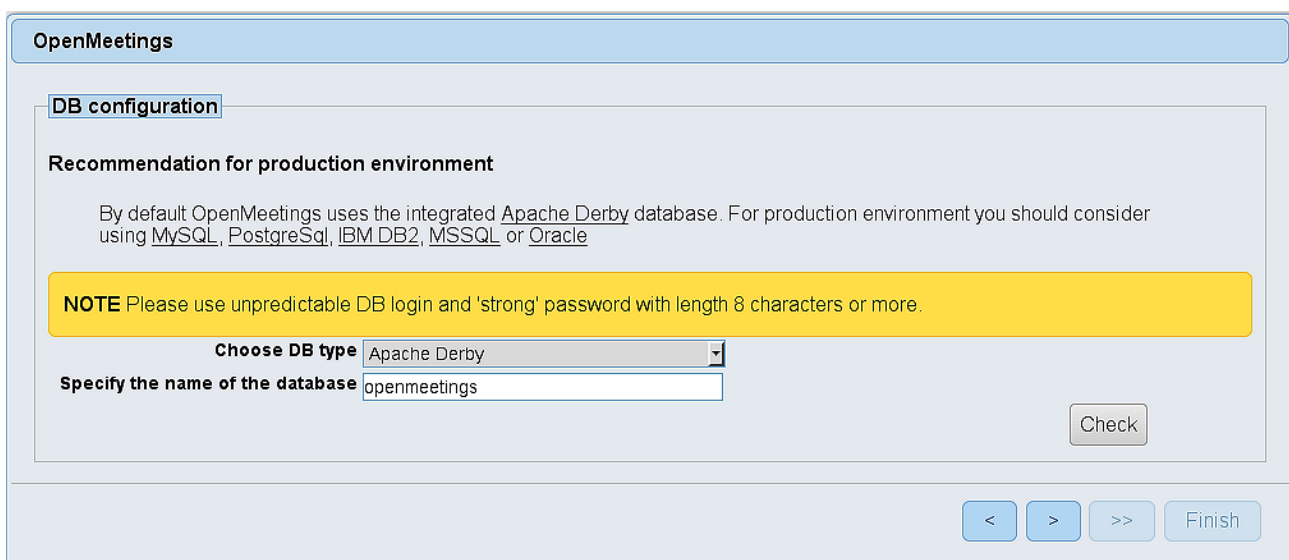 OpenMeetings
DB configuration
Recommendation for production environment
By default OpenMeetings uses the integrated Apache Derby database. For production environment you should consider
using MySQL, PostgreSql, IBM DB2, MSSQL or Oracle
NOTE Please use unpredictable DB login and 'strong' password with length 8 characters or more.
Choose DB type Apache Derby
Specify the name of the database openmeetings
Check
< > >> Finish